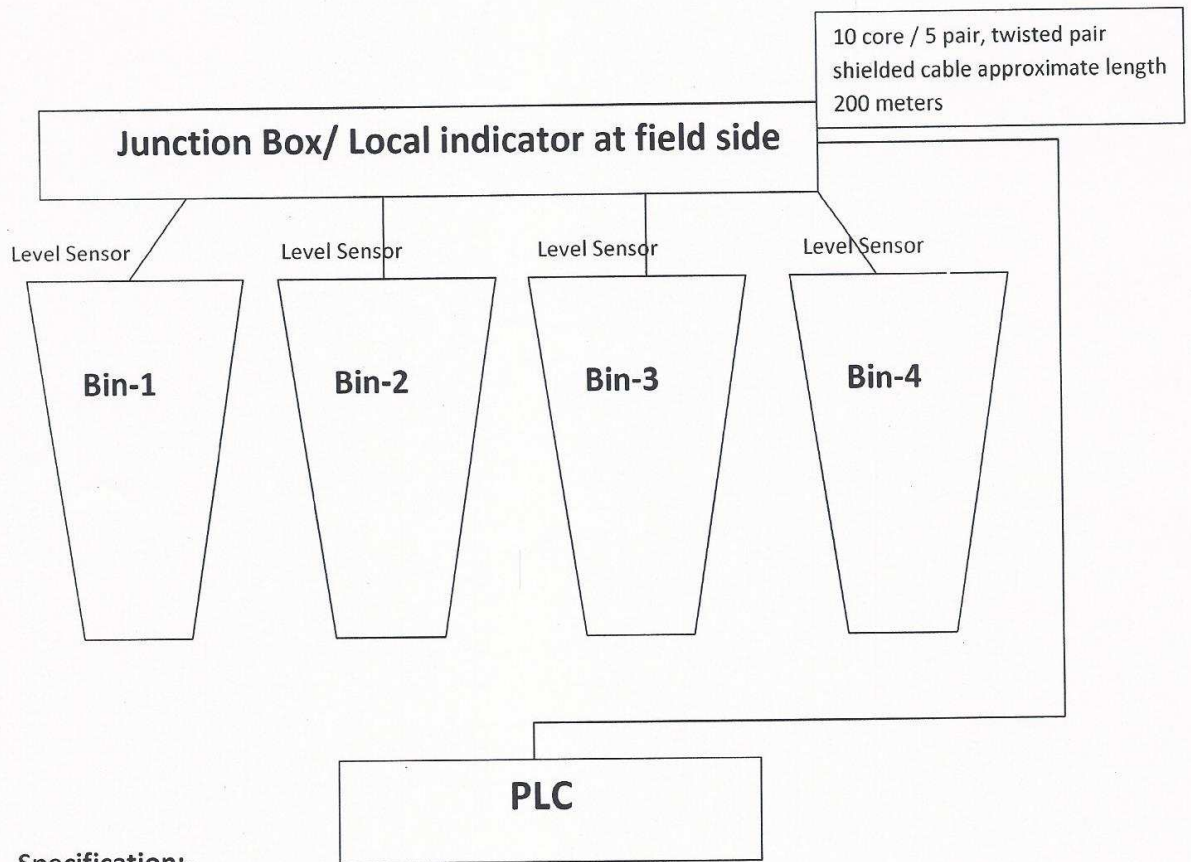 10 core / 5 pair, twisted pair
shielded cable approximate length
200 meters
Junction Box/ Local indicator at field side
Level Sensor
Level Sensor
Level Sensor
Level Sensor
Bin-1
Bin-2
Bin-3
Bin-4
PLC
Specification: